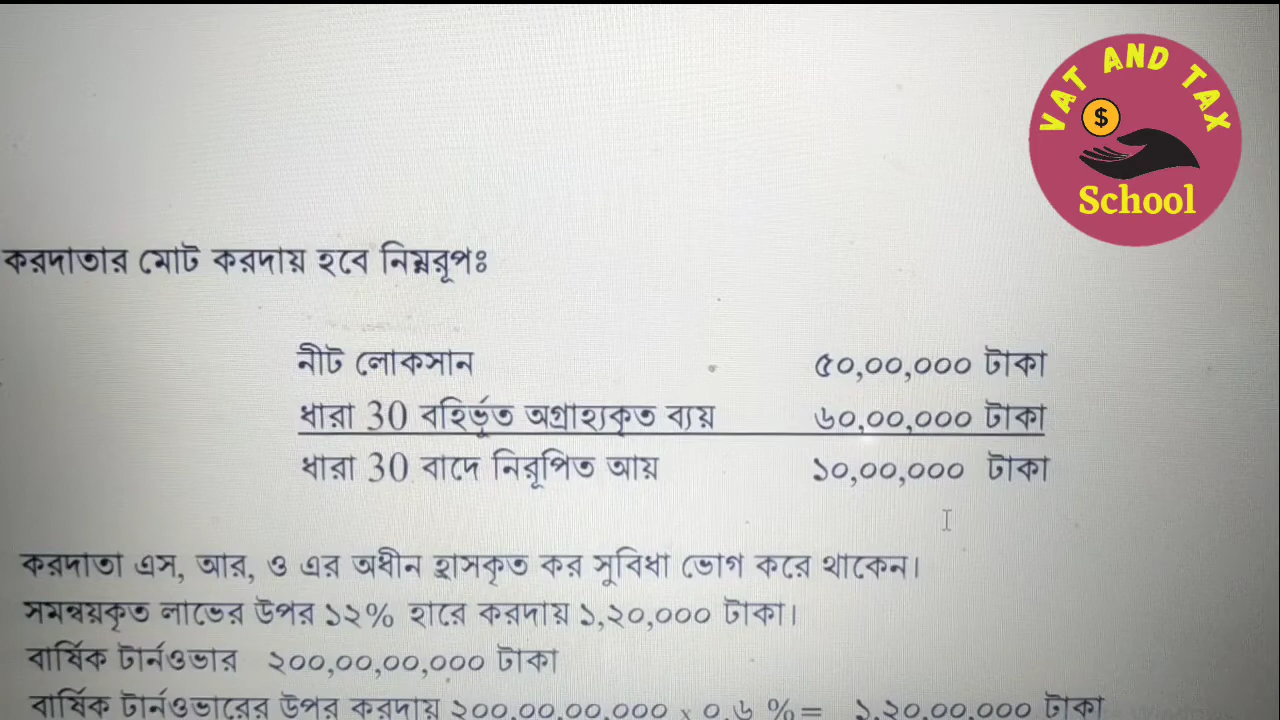 VAT AND TAX
$
School
করদাতার মোট করদায় হবে নিম্নরূপঃ
নীট লোকসান ৫০,০০,০০০ টাকা
ধারা 30 বহির্ভূত অগ্রাহ্যকৃত ব্যয় ৬০,০০,০০০ টাকা
ধারা 30 বাদে নিরূপিত আয় ১০,০০,০০০ টাকা
করদাতা এস, আর, ও এর অধীন হ্রাসকৃত কর সুবিধা ভোগ করে থাকেন।
সমন্বয়কৃত লাভের উপর ১২% হারে করদায় ১,২০,০০০ টাকা।
বার্ষিক টার্নওভার ২০০,০০,০০,০০০ টাকা
বার্ষিক টার্নওভারের উপর করদায় ২০০,০০,০০,০০০ x ০.৬ % = ১,২০,০০,০০০ টাকা